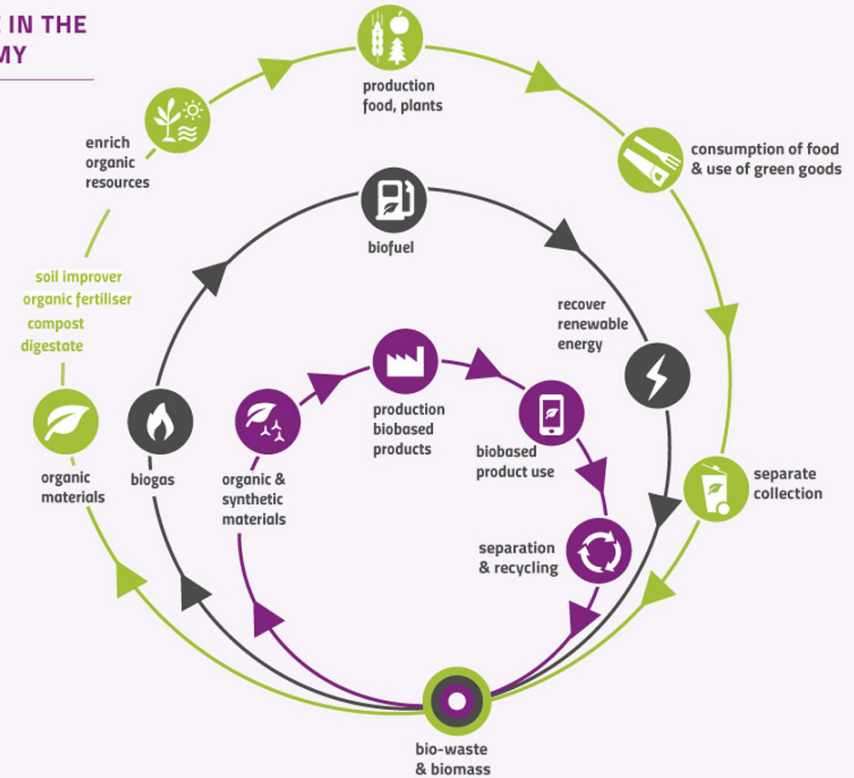 IN THE
MY
production
food, plants
enrich
organic
resources
consumption of food
& use of green goods
biofuel
soil improver
organic fertiliser
compost
digestate
recover
renewable
energy
production
biobased
products
biobased
product use
organic
materials
biogas
organic &
synthetic
materials
separate
collection
separation
& recycling
bio-waste
& biomass